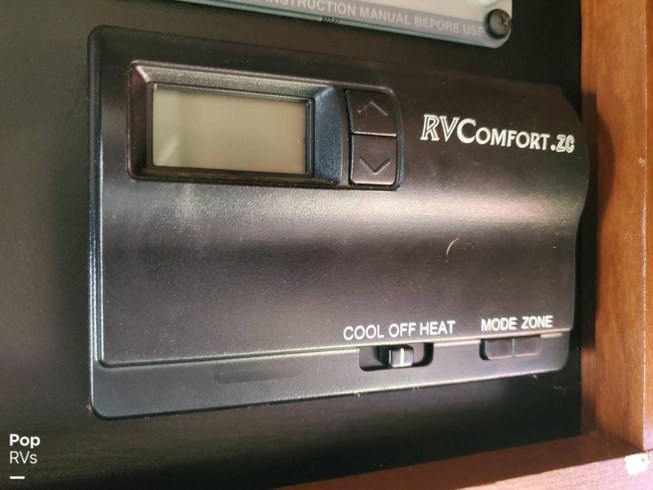 INSTRUCTION MANUAL BEFORE USE
RVCOMFORT.ZC
COOL OFF HEAT MODE ZONE
Pop
RVs